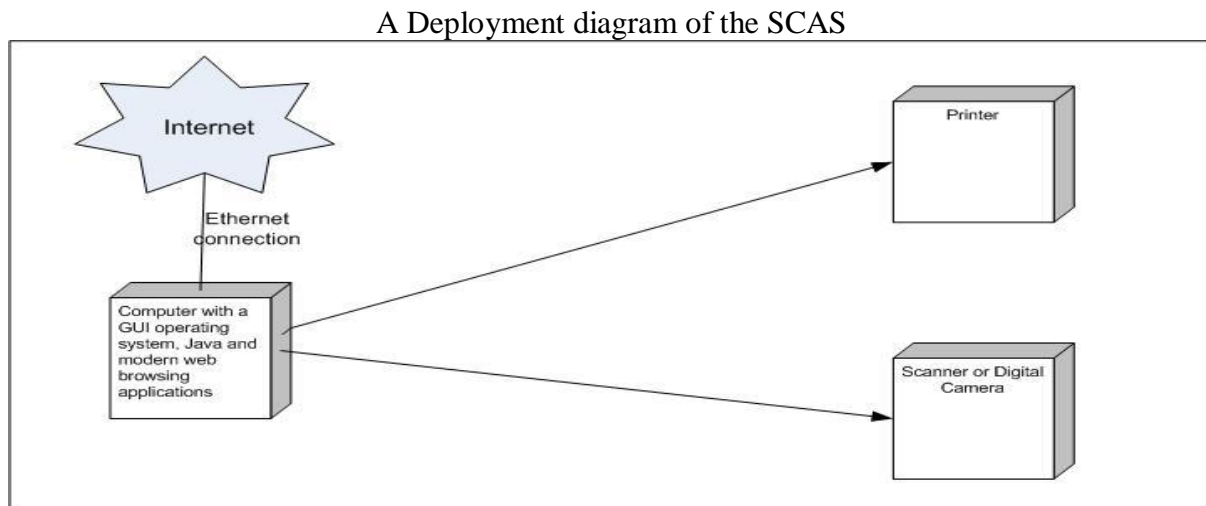 A Deployment diagram of the SCAS
Internet
Ethernet
connection
Computer with a
GUI operating
system, Java and
modern web
browsing
applications
Printer
Scanner or Digital
Camera